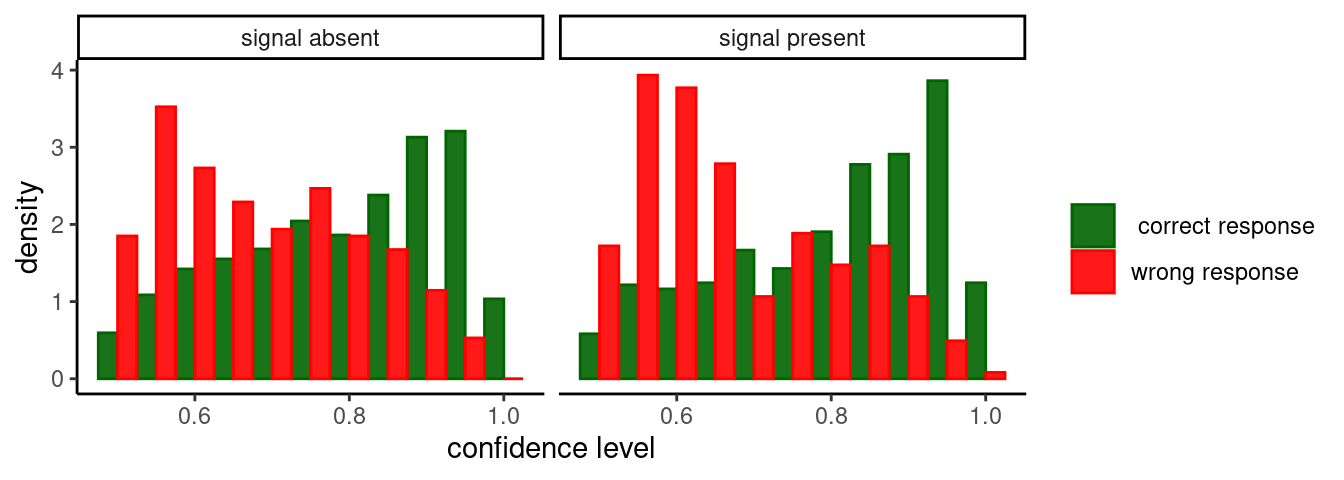 signal absent
signal present
4
3
2
1
0
density
0.6
0.8
1.0
0.6
0.8
1.0
confidence level
correct response
wrong response